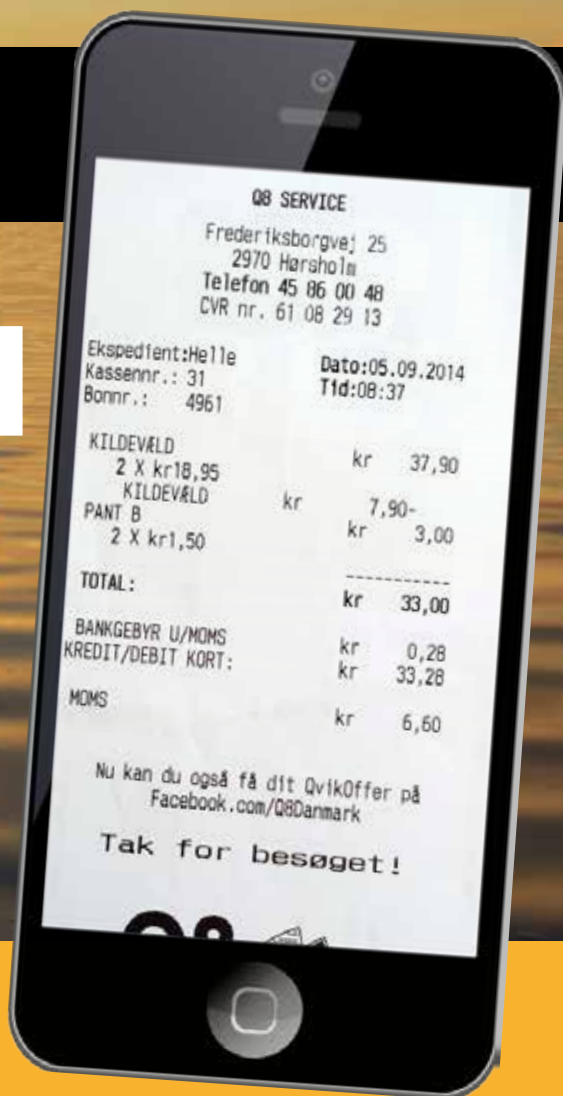 Q8 SERVICE
Frederiksborgvej 25
2970 Hørsholm
Telefon 45 86 00 48
CVR nr. 61 08 29 13
Ekspedient:Helle Dato:05.09.2014
Kassennr.: 31 Tid:08:37
Bonnr.: 4961
KILDEVÆLD kr 37,90
2 X kr18,95
KILDEVÆLD kr 7,90-
PANT B kr 3,00
2 X kr1,50
-----------
TOTAL: kr 33,00
BANKGEBYR U/MOMS kr 0,28
KREDIT/DEBIT KORT: kr 33,28
MOMS kr 6,60
Nu kan du også få dit QvikOffer på
Facebook.com/Q8Danmark
Tak for besøget!
Q8